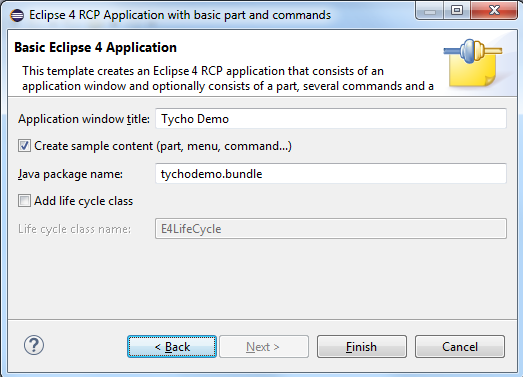 Eclipse 4 RCP Application with basic part and commands
Basic Eclipse 4 Application
This template creates an Eclipse 4 RCP application that consists of an
application window and optionally consists of a part, several commands and a
Application window title: Tycho Demo
Create sample content (part, menu, command...)
Java package name: tychodemo.bundle
Add life cycle class
Life cycle class name: E4LifeCycle
? < Back Next > Finish Cancel